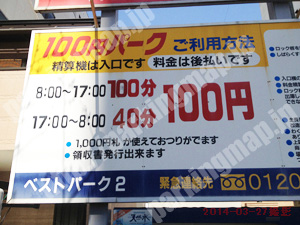 100円パーク ご利用方法
精算機は入口です 料金は後払いです
8:00〜17:00 100分
17:00〜8:00 40分
100円
・1,000円札が使えておつりがでます
・領収書発行出来ます
ベストパーク2 緊急連絡先 0120
2014-03-27撮影